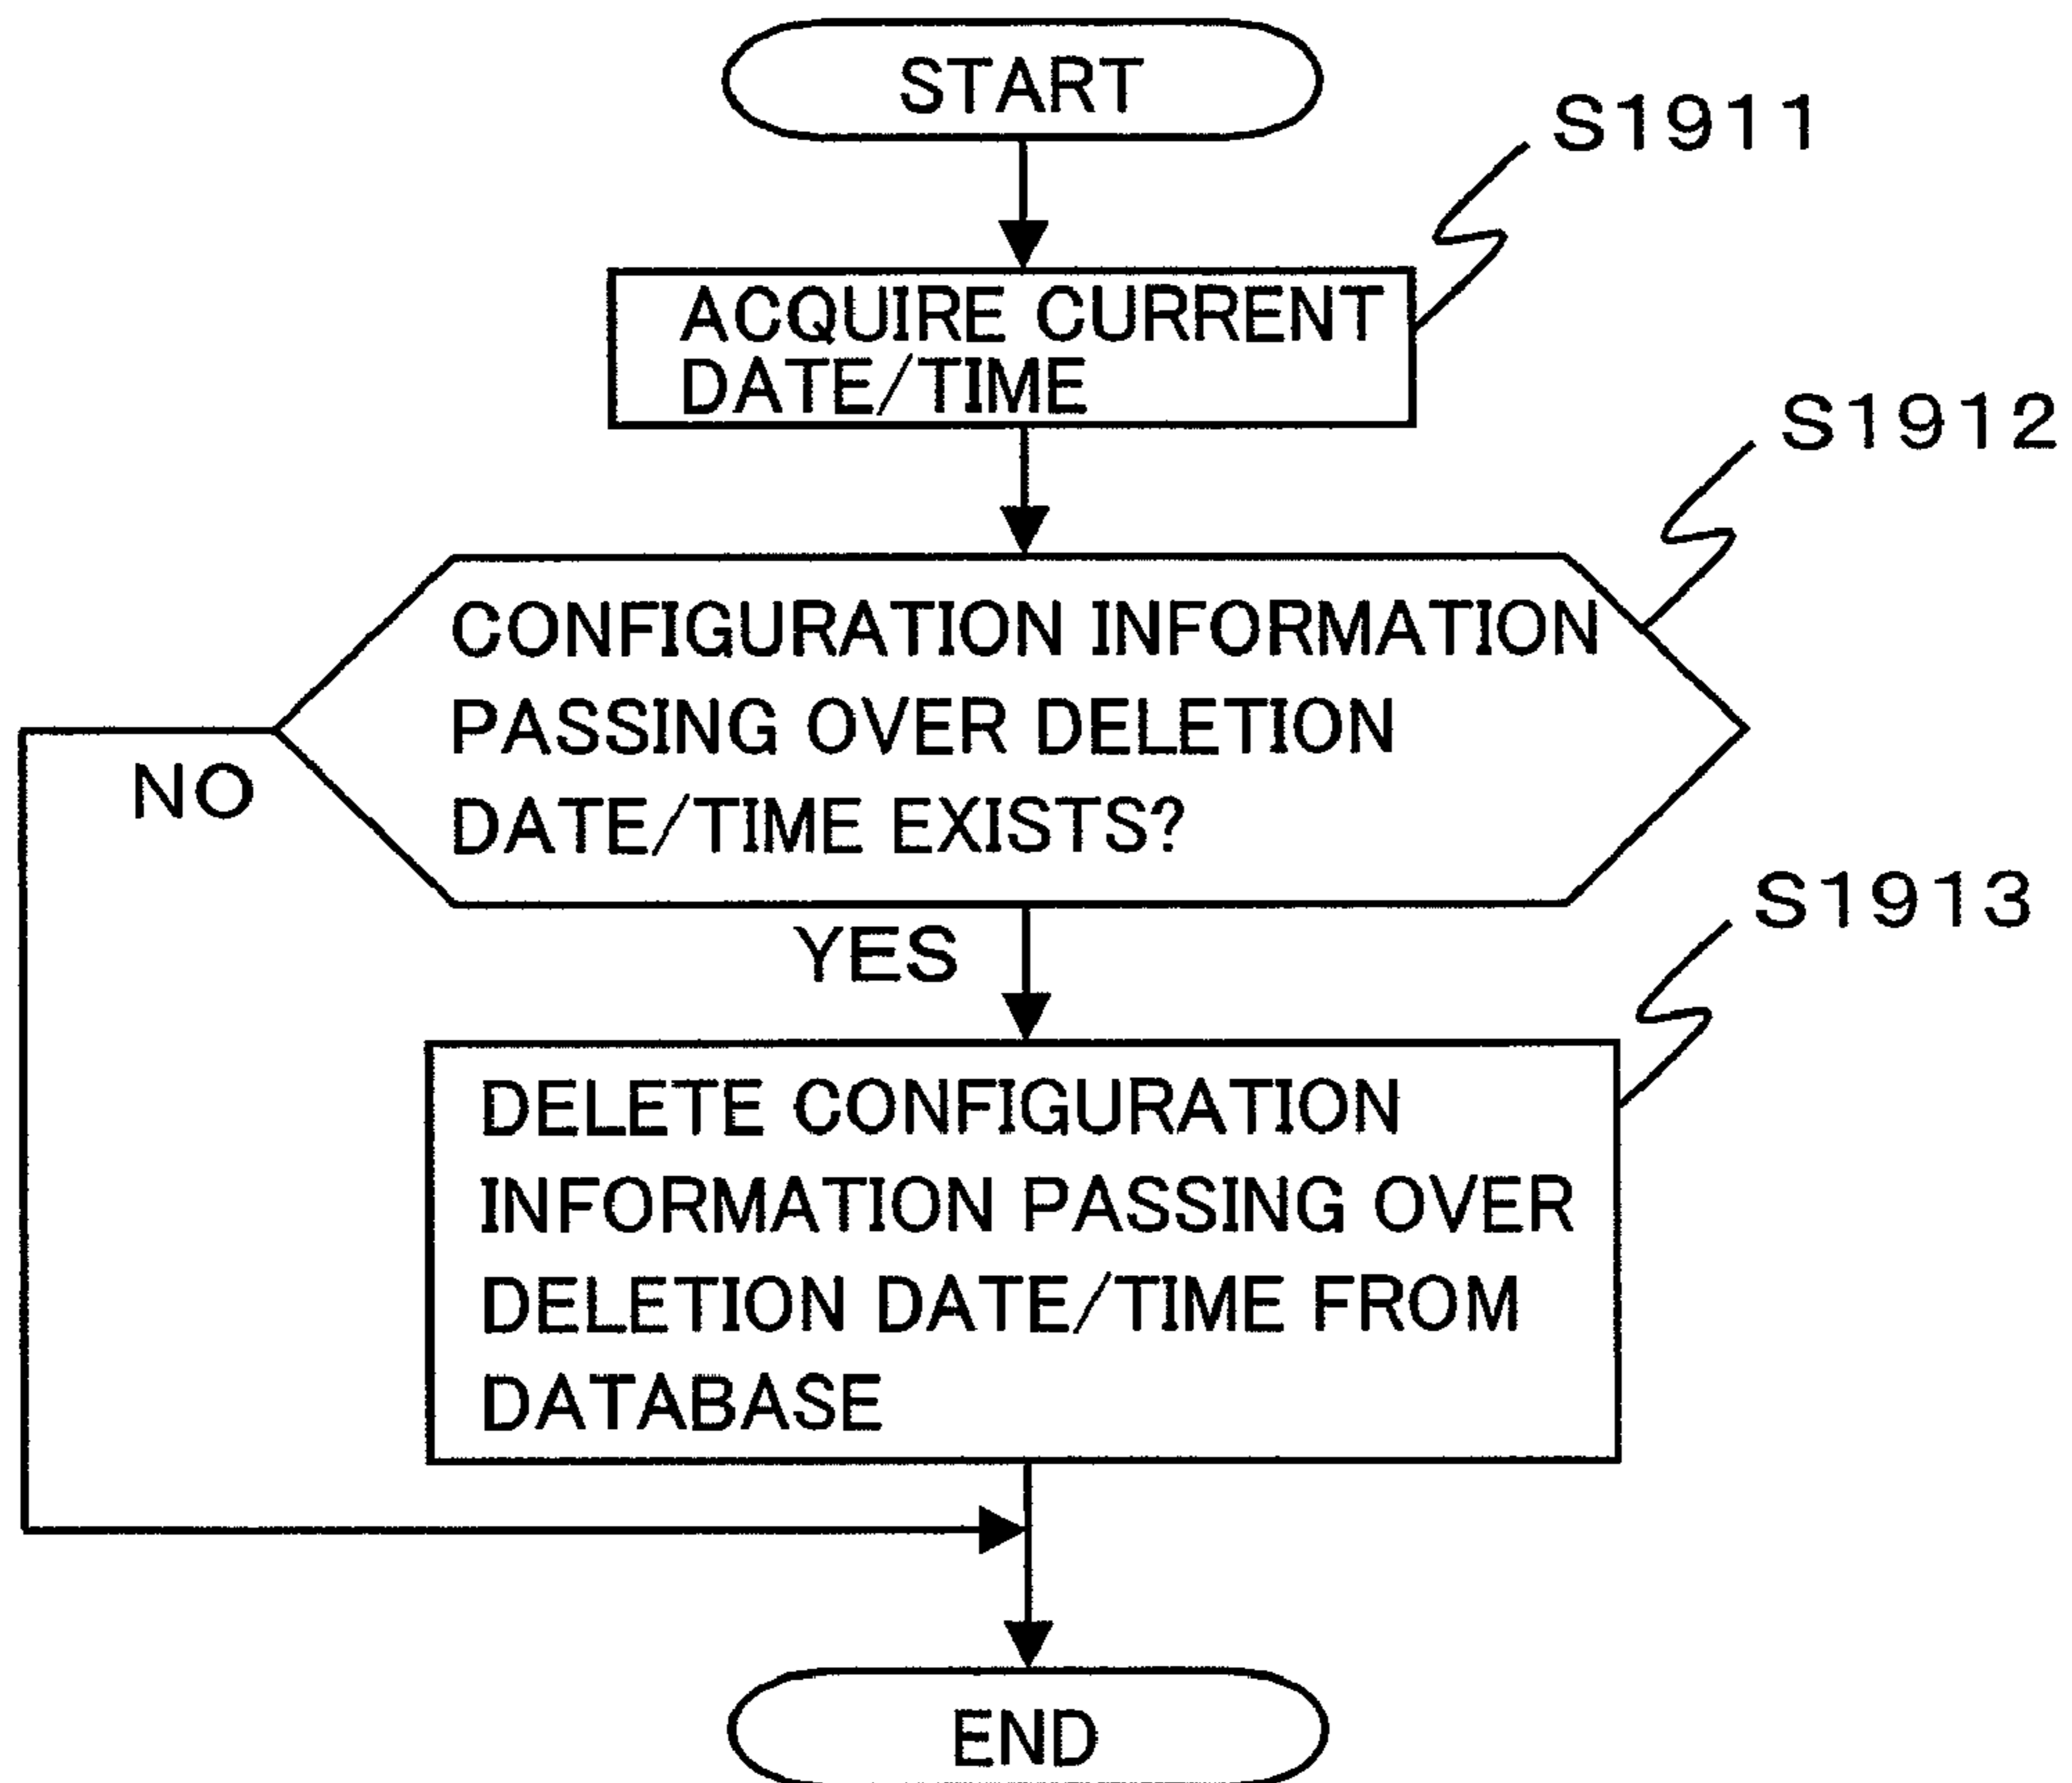 START
S1911
ACQUIRE CURRENT
DATE/TIME
S1912
CONFIGURATION INFORMATION
PASSING OVER DELETION
DATE/TIME EXISTS?
NO
YES
S1913
DELETE CONFIGURATION
INFORMATION PASSING OVER
DELETION DATE/TIME FROM
DATABASE
END